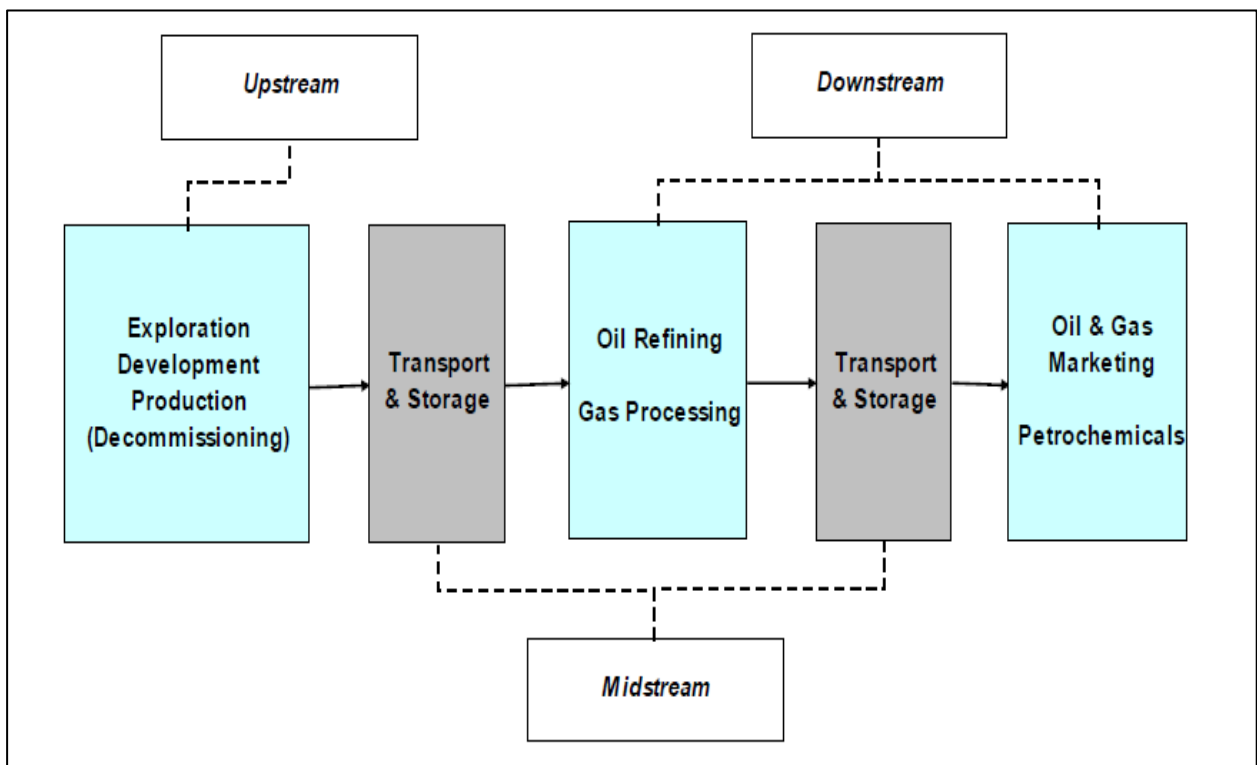 Upstream
Downstream
Exploration
Development
Production
(Decommissioning)
Transport
& Storage
Oil Refining
Gas Processing
Transport
& Storage
Oil & Gas
Marketing
Petrochemicals
Midstream